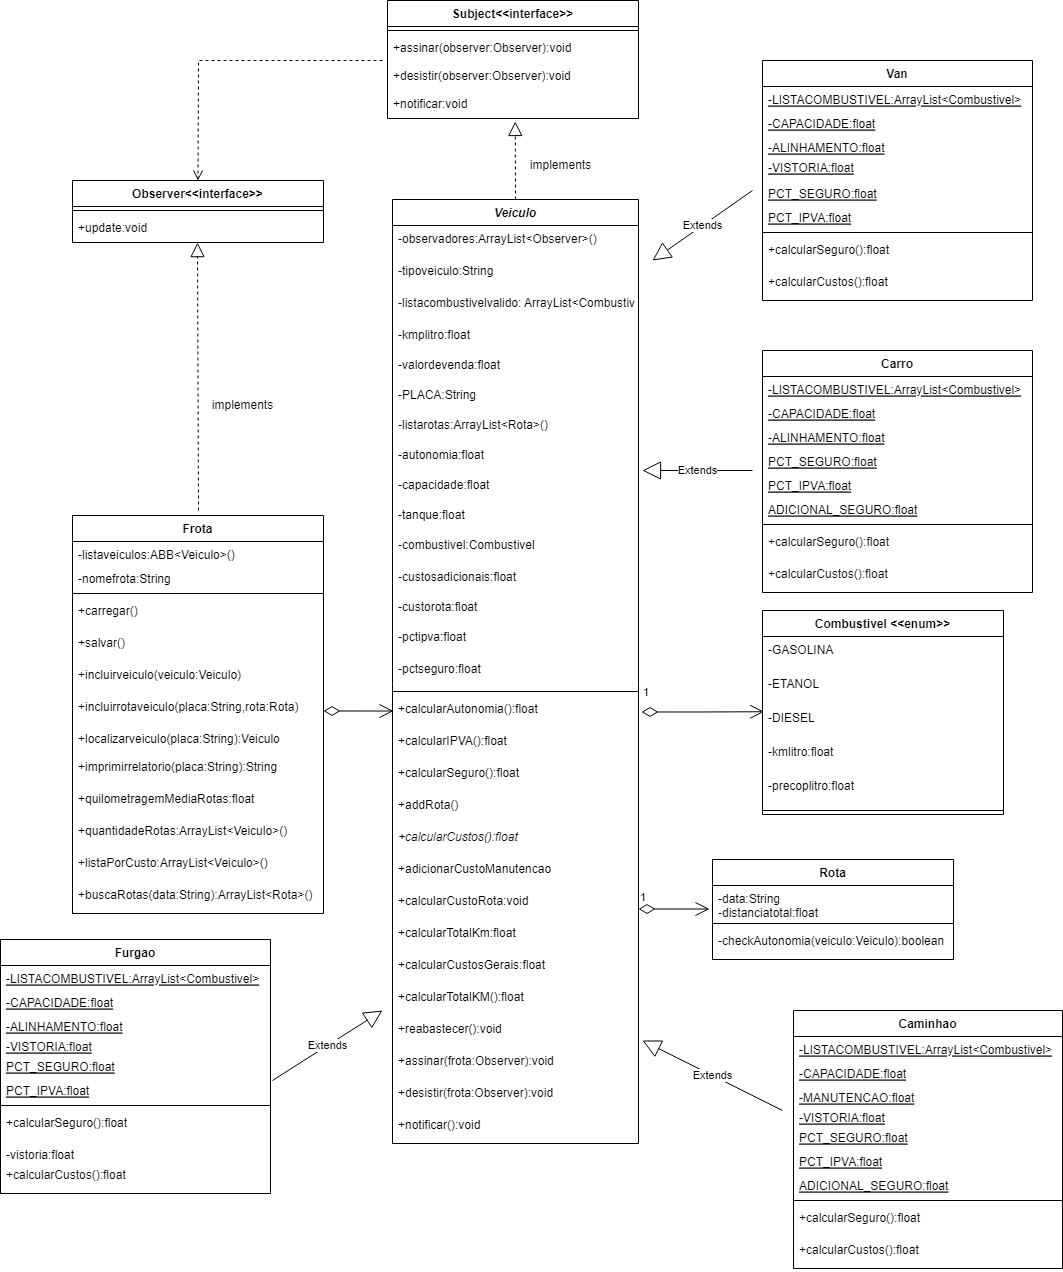 Subject<<interface>>
+assinar(observer:Observer):void
+desistir(observer:Observer):void
+notificar:void
implements
Observer<<interface>>
+update:void
implements
Van
-LISTACOMBUSTIVEL:ArrayList<Combustivel>
-CAPACIDADE:float
-ALINHAMENTO:float
-VISTORIA:float
PCT_SEGURO:float
PCT_IPVA:float
+calcularSeguro():float
+calcularCustos():float
Extends
Veiculo
-observadores:ArrayList<Observer>()
-tipoveiculo:String
-listacombustivelvalido: ArrayList<Combustiv
-kmplitro:float
-valordevenda:float
-PLACA:String
-listarotas:ArrayList<Rota>()
-autonomia:float
-capacidade:float
-tanque:float
-combustivel:Combustivel
-custosadicionais:float
-custorota:float
-pctipva:float
-pctseguro:float
+calcularAutonomia():float
+calcularIPVA():float
+calcularSeguro():float
+addRota()
+calcularCustos():float
+adicionarCustoManutencao
+calcularCustoRota:void
+calcularTotalKm:float
+calcularCustosGerais:float
+calcularTotalKM():float
+reabastecer():void
+assinar(frota:Observer):void
+desistir(frota:Observer):void
+notificar():void
Carro
-LISTACOMBUSTIVEL:ArrayList<Combustivel>
-CAPACIDADE:float
-ALINHAMENTO:float
PCT_SEGURO:float
PCT_IPVA:float
ADICIONAL_SEGURO:float
+calcularSeguro():float
+calcularCustos():float
Extends
Frota
-listaveiculos:ABB<Veiculo>()
-nomefrota:String
+carregar()
+salvar()
+incluirveiculo(veiculo:Veiculo)
+incluirrotaveiculo(placa:String,rota:Rota)
+localizarveiculo(placa:String):Veiculo
+imprimirrelatorio(placa:String):String
+quilometragemMediaRotas:float
+quantidadeRotas:ArrayList<Veiculo>()
+listaPorCusto:ArrayList<Veiculo>()
+buscaRotas(data:String):ArrayList<Rota>()
Combustivel <<enum>>
-GASOLINA
-ETANOL
-DIESEL
-kmlitro:float
-precoplitro:float
1
Rota
-data:String
-distanciatotal:float
-checkAutonomia(veiculo:Veiculo):boolean
1
Furgao
-LISTACOMBUSTIVEL:ArrayList<Combustivel>
-CAPACIDADE:float
-ALINHAMENTO:float
-VISTORIA:float
PCT_SEGURO:float
PCT_IPVA:float
+calcularSeguro():float
-vistoria:float
+calcularCustos():float
Extends
Caminhao
-LISTACOMBUSTIVEL:ArrayList<Combustivel>
-CAPACIDADE:float
-MANUTENCAO:float
-VISTORIA:float
PCT_SEGURO:float
PCT_IPVA:float
ADICIONAL_SEGURO:float
+calcularSeguro():float
+calcularCustos():float
Extends